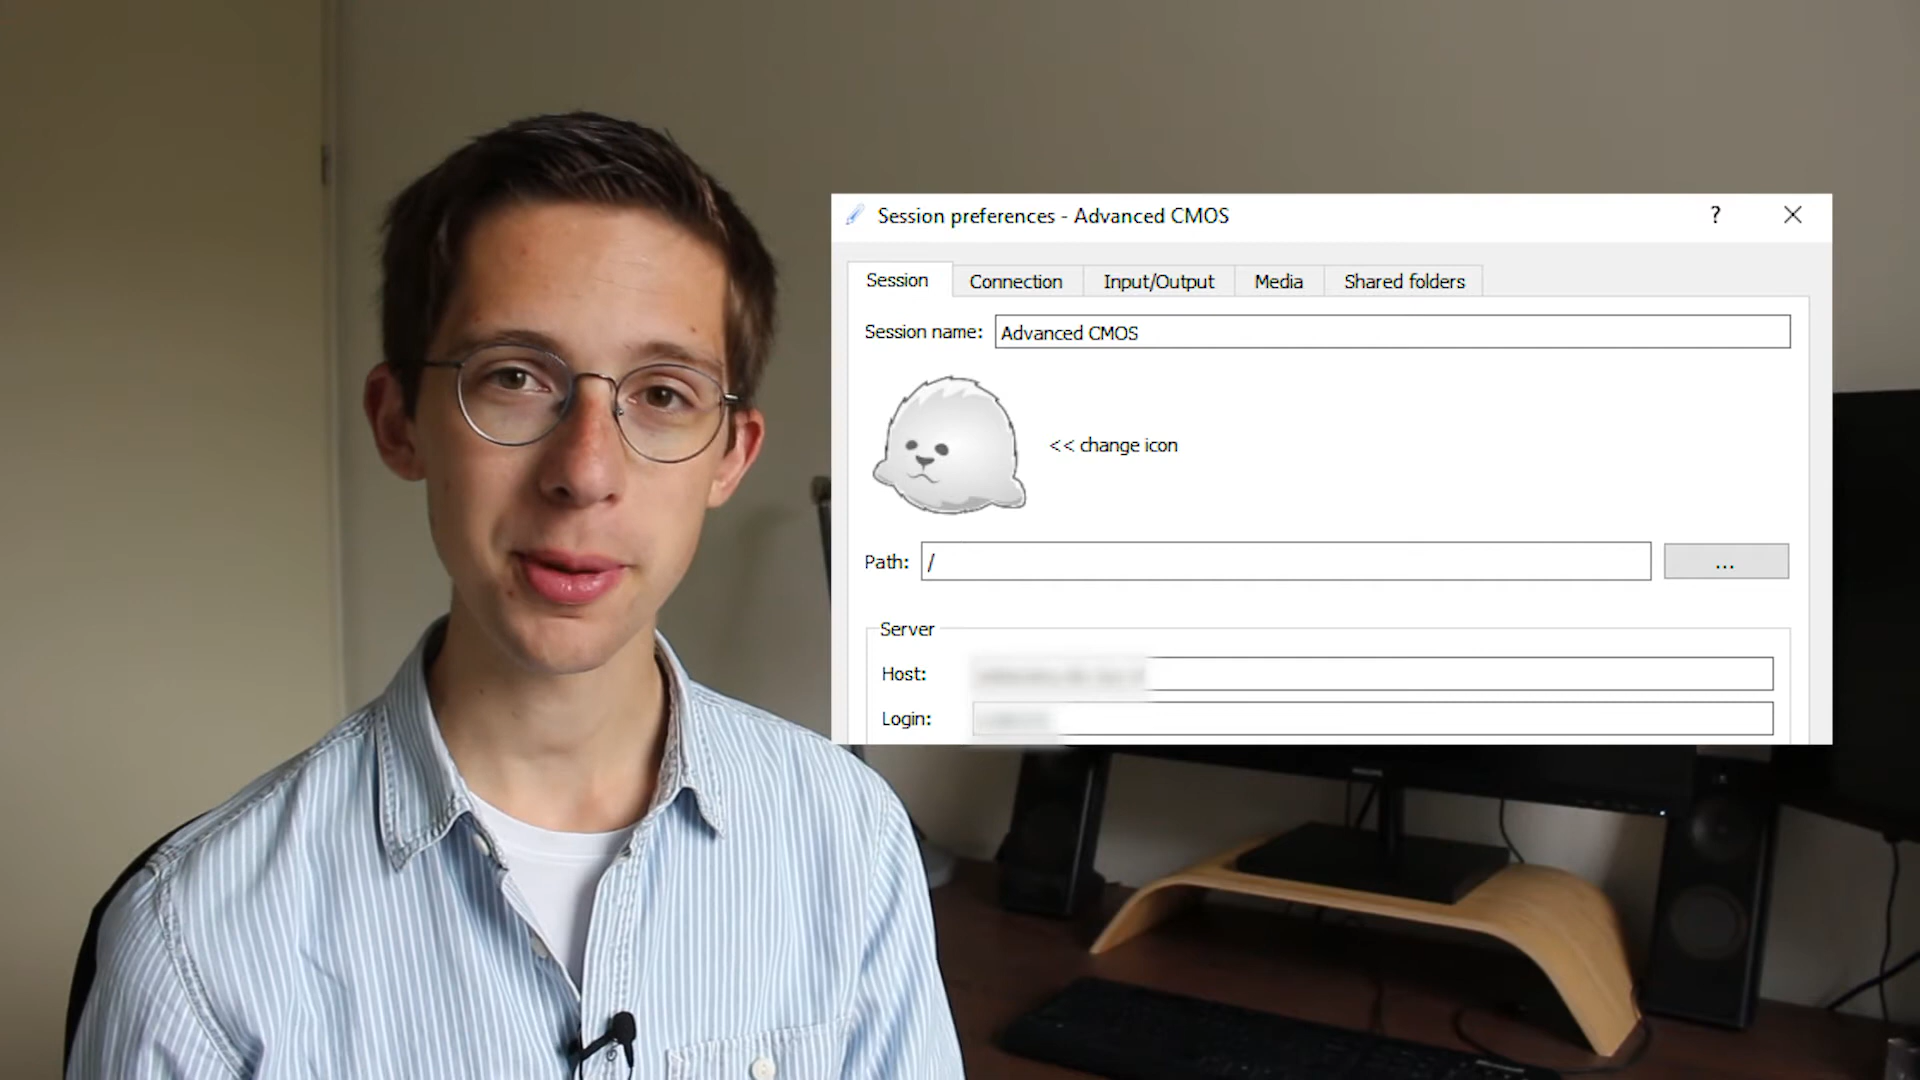 Session preferences - Advanced CMOS
?
Session Connection Input/Output Media Shared folders
Session name: Advanced CMOS
<< change icon
Path: / ...
Server
Host:
Login: